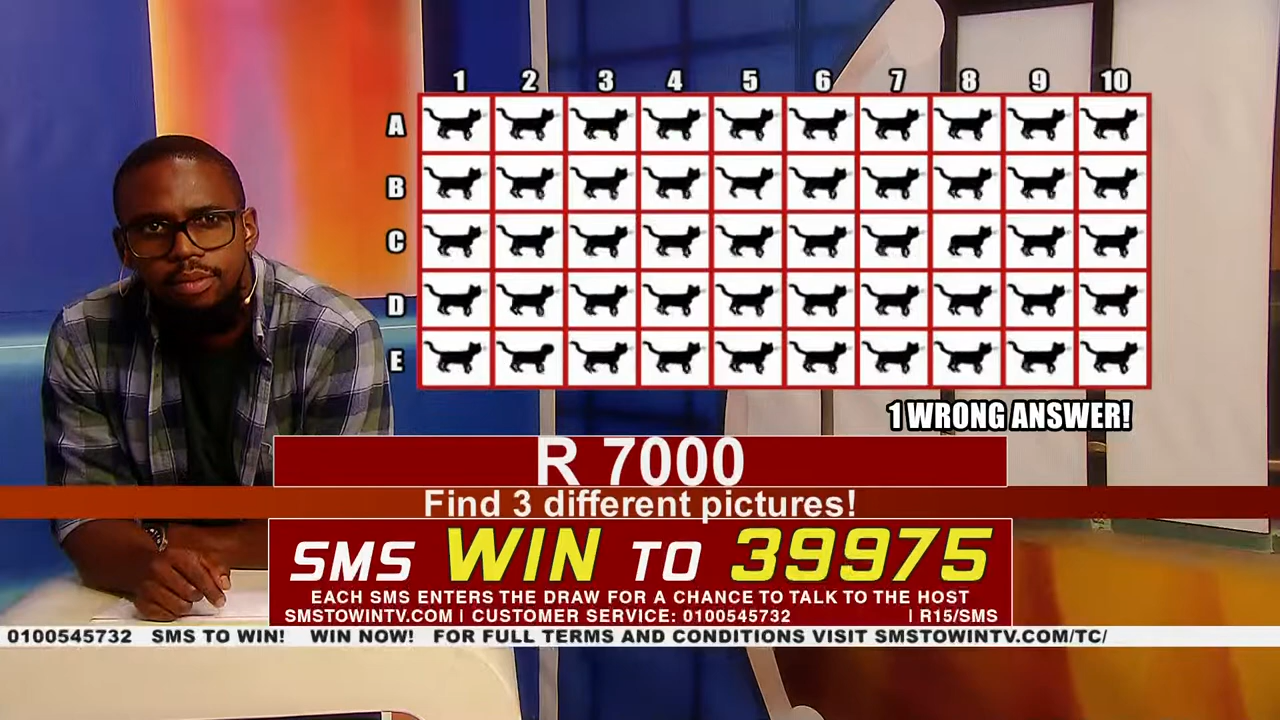 1 2 3 4 5 6 7 8 9 10
A
B
C
D
E
1 WRONG ANSWER!
R 7000
Find 3 different pictures!
SMS WIN TO 39975
EACH SMS ENTERS THE DRAW FOR A CHANCE TO TALK TO THE HOST
SMSTOWINTV.COM | CUSTOMER SERVICE: 0100545732 | R15/SMS
0100545732 SMS TO WIN! WIN NOW! FOR FULL TERMS AND CONDITIONS VISIT SMSTOWINTV.COM/TC/